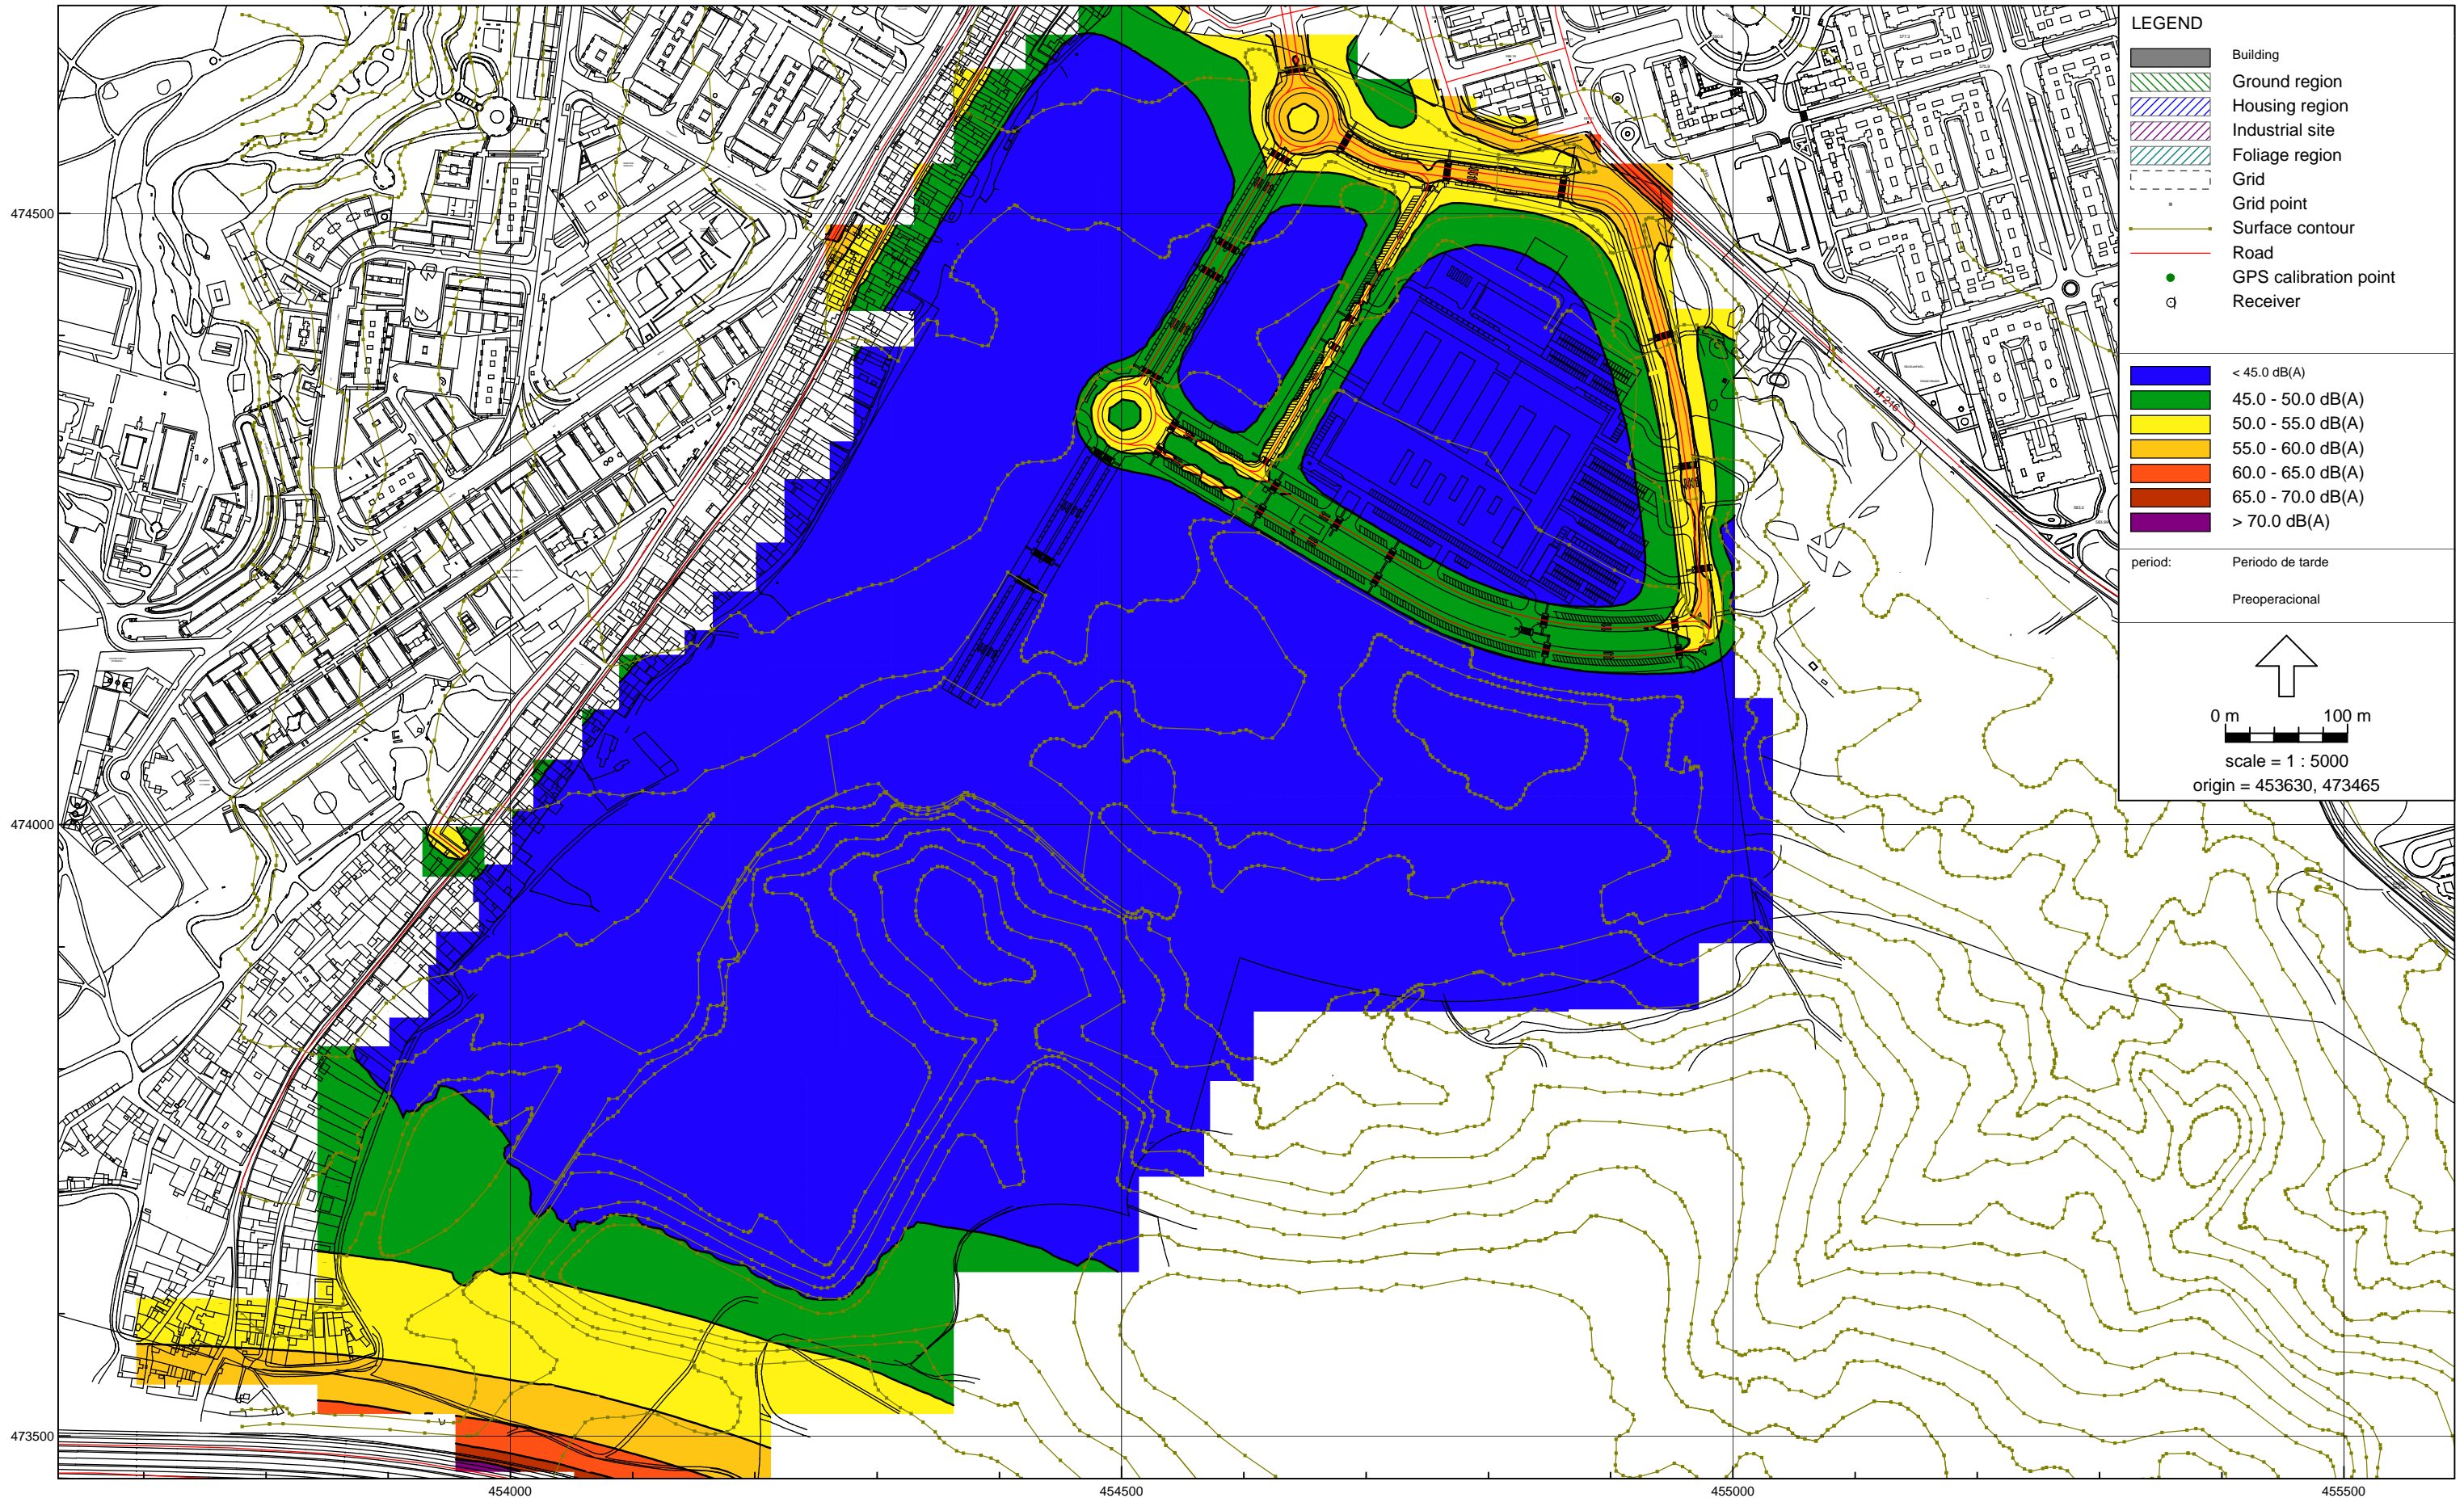 LEGEND
Building
Ground region
Housing region
Industrial site
Foliage region
Grid
Grid point
Surface contour
Road
GPS calibration point
Receiver
< 45.0 dB(A)
45.0 - 50.0 dB(A)
50.0 - 55.0 dB(A)
55.0 - 60.0 dB(A)
60.0 - 65.0 dB(A)
65.0 - 70.0 dB(A)
> 70.0 dB(A)
period: Periodo de tarde
Preoperacional
0 m 100 m
scale = 1 : 5000
origin = 453630, 473465
474500
474000
473500
454000 454500 455000 455500
M-216